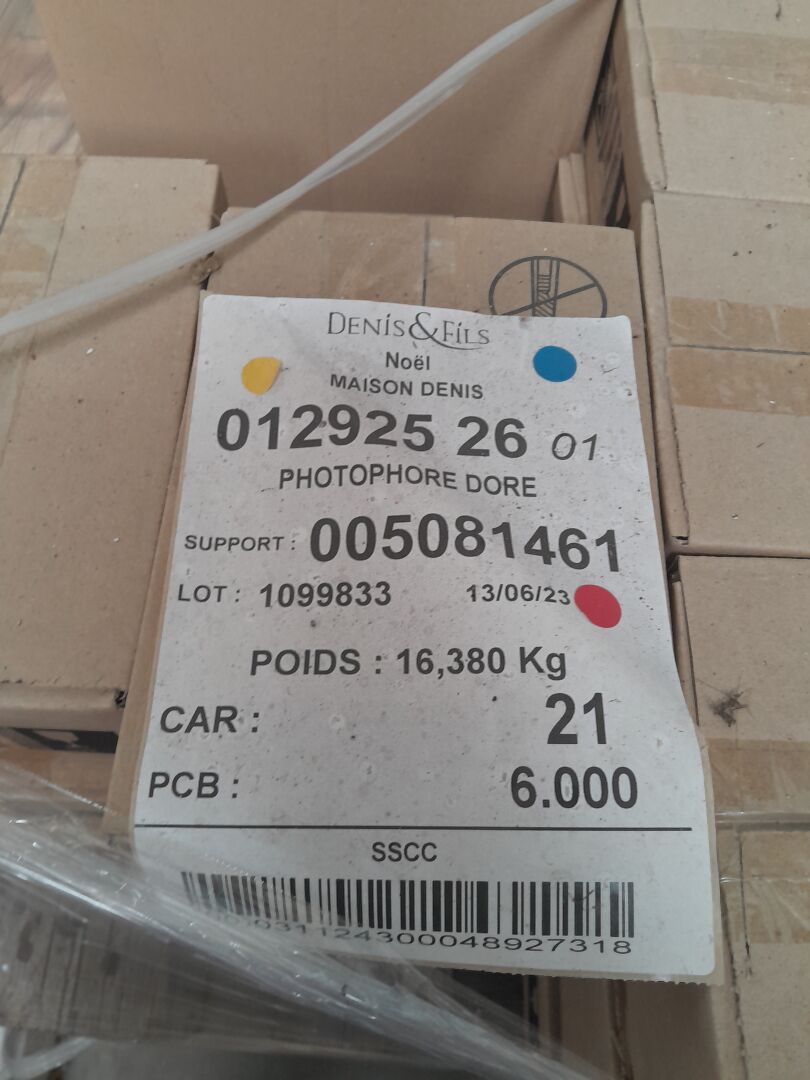 DENIS&FILS
Noël
MAISON DENIS
012925 26 01
PHOTOPHORE DORE
SUPPORT : 005081461
LOT : 1099833 13/06/23
POIDS : 16,380 Kg
CAR : 21
PCB : 6.000
SSCC